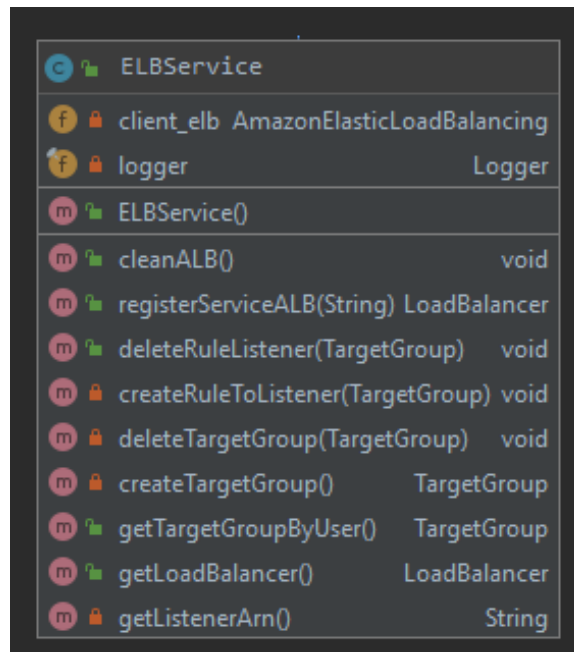 C ELBService
f client_elb AmazonElasticLoadBalancing
f logger Logger
m ELBService()
m cleanALB() void
m registerServiceALB(String) LoadBalancer
m deleteRuleListener(TargetGroup) void
m createRuleToListener(TargetGroup) void
m deleteTargetGroup(TargetGroup) void
m createTargetGroup() TargetGroup
m getTargetGroupByUser() TargetGroup
m getLoadBalancer() LoadBalancer
m getListenerArn() String